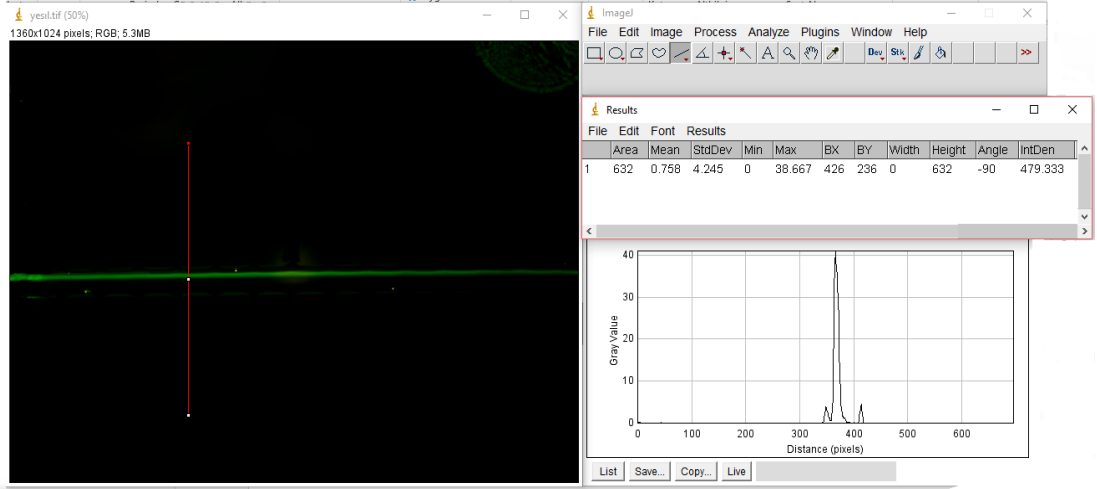 yesıl.tif (50%)
1360x1024 pixels; RGB; 5.3MB
ImageJ
File Edit Image Process Analyze Plugins Window Help
Dev Stk
>>
Results
File Edit Font Results
Area Mean StdDev Min Max BX BY Width Height Angle IntDen
1 632 0.758 4.245 0 38.667 426 236 0 632 -90 479.333
40
30
20
10
0
Gray Value
0 100 200 300 400 500 600
Distance (pixels)
List Save... Copy... Live